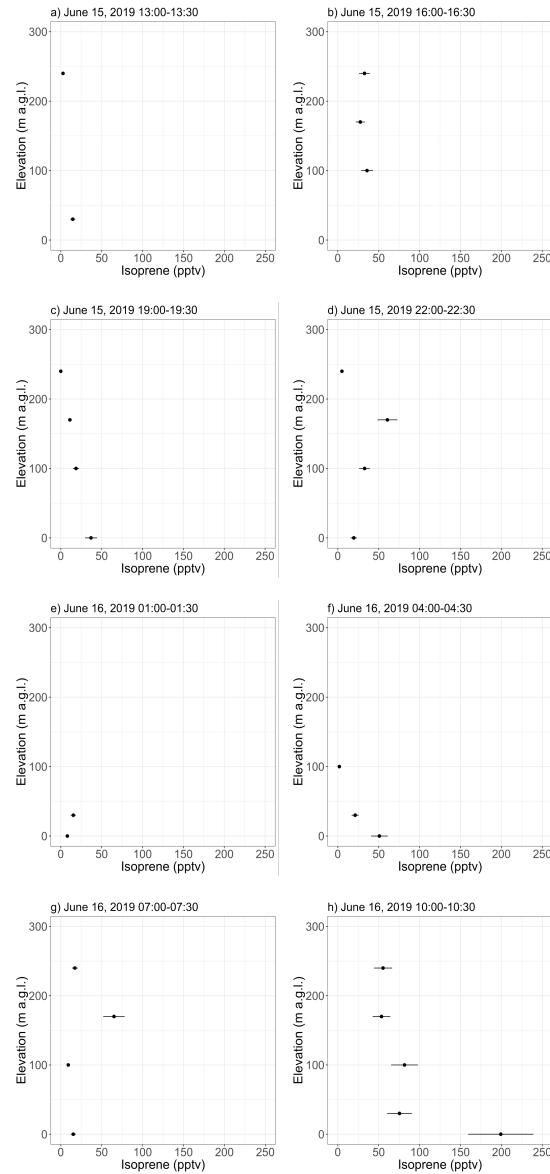 a) June 15, 2019 13:00-13:30
Elevation (m a.g.l.)
300
200
100
0
0 50 100 150 200 250
Isoprene (pptv)
b) June 15, 2019 16:00-16:30
Elevation (m a.g.l.)
300
200
100
0
0 50 100 150 200 250
Isoprene (pptv)
c) June 15, 2019 19:00-19:30
Elevation (m a.g.l.)
300
200
100
0
0 50 100 150 200 250
Isoprene (pptv)
d) June 15, 2019 22:00-22:30
Elevation (m a.g.l.)
300
200
100
0
0 50 100 150 200 250
Isoprene (pptv)
e) June 16, 2019 01:00-01:30
Elevation (m a.g.l.)
300
200
100
0
0 50 100 150 200 250
Isoprene (pptv)
f) June 16, 2019 04:00-04:30
Elevation (m a.g.l.)
300
200
100
0
0 50 100 150 200 250
Isoprene (pptv)
g) June 16, 2019 07:00-07:30
Elevation (m a.g.l.)
300
200
100
0
0 50 100 150 200 250
Isoprene (pptv)
h) June 16, 2019 10:00-10:30
Elevation (m a.g.l.)
300
200
100
0
0 50 100 150 200 250
Isoprene (pptv)